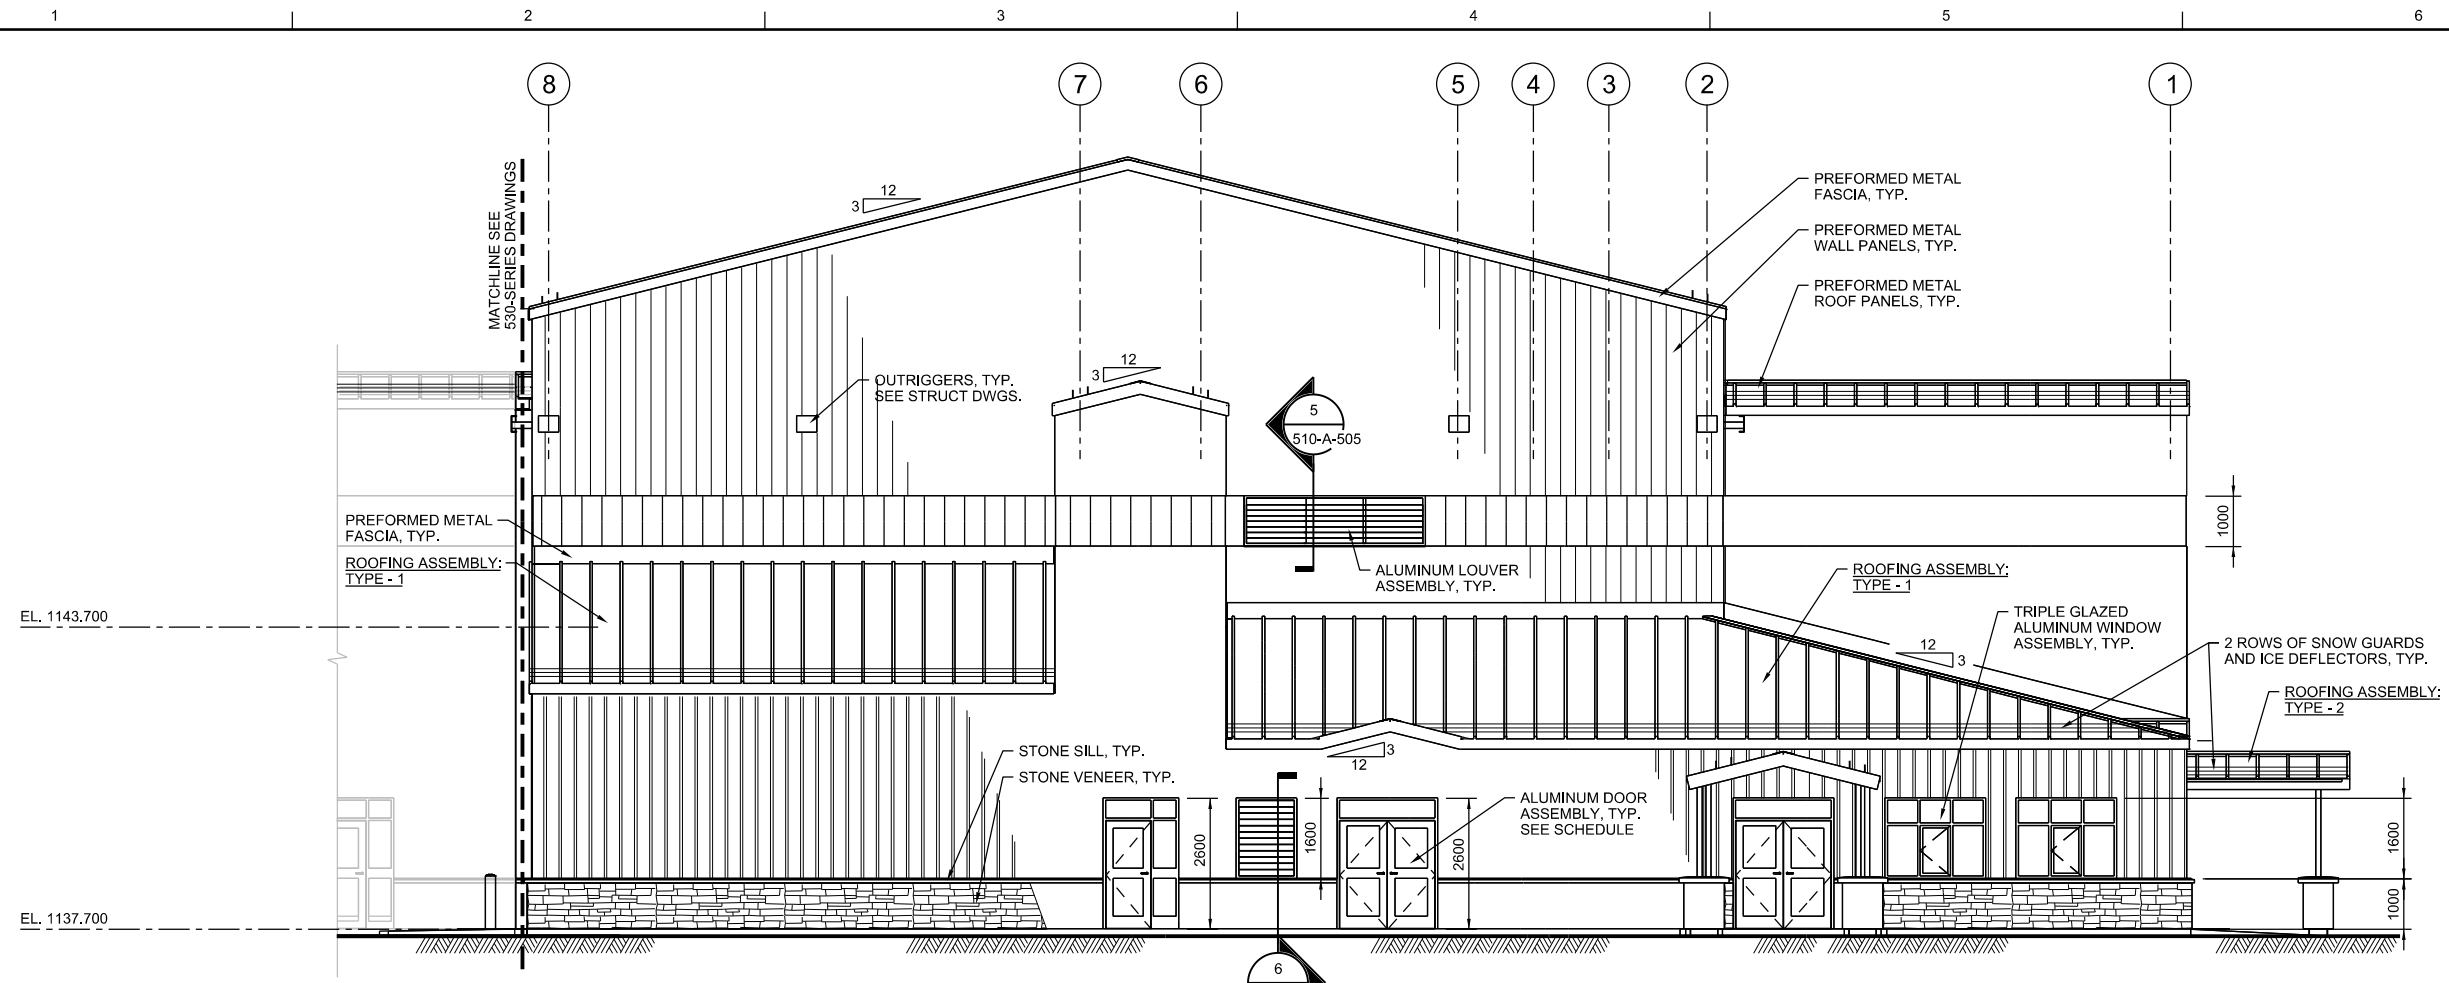 1 2 3 4 5 6
8 7 6 5 4 3 2 1
MATCHLINE SEE
530-SERIES DRAWINGS
12
3
PREFORMED METAL
FASCIA, TYP.
PREFORMED METAL
WALL PANELS, TYP.
PREFORMED METAL
ROOF PANELS, TYP.
12
3
OUTRIGGERS, TYP.
SEE STRUCT DWGS.
5
510-A-505
PREFORMED METAL
FASCIA, TYP.
ROOFING ASSEMBLY:
TYPE - 1
1000
ALUMINUM LOUVER
ASSEMBLY, TYP.
ROOFING ASSEMBLY:
TYPE - 1
EL. 1143.700
TRIPLE GLAZED
ALUMINUM WINDOW
ASSEMBLY, TYP.
12
3
2 ROWS OF SNOW GUARDS
AND ICE DEFLECTORS, TYP.
ROOFING ASSEMBLY:
TYPE - 2
STONE SILL, TYP.
STONE VENEER, TYP.
3
12
ALUMINUM DOOR
ASSEMBLY, TYP.
SEE SCHEDULE
2600
1600
2600
1600
1000
EL. 1137.700
6